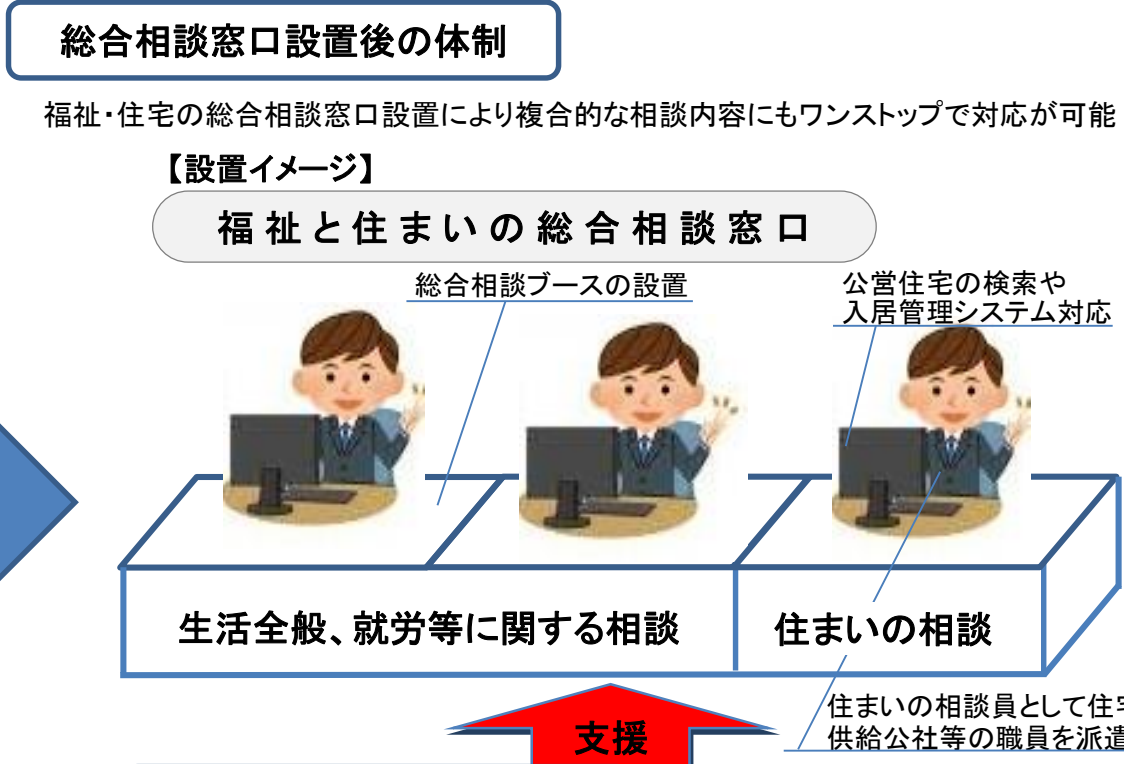 総合相談窓口設置後の体制
福祉・住宅の総合相談窓口設置により複合的な相談内容にもワンストップで対応が可能
【設置イメージ】
福祉と住まいの総合相談窓口
総合相談ブースの設置
公営住宅の検索や
入居管理システム対応
生活全般、就労等に関する相談
住まいの相談
住まいの相談員として住宅
供給公社等の職員を派遣
支援